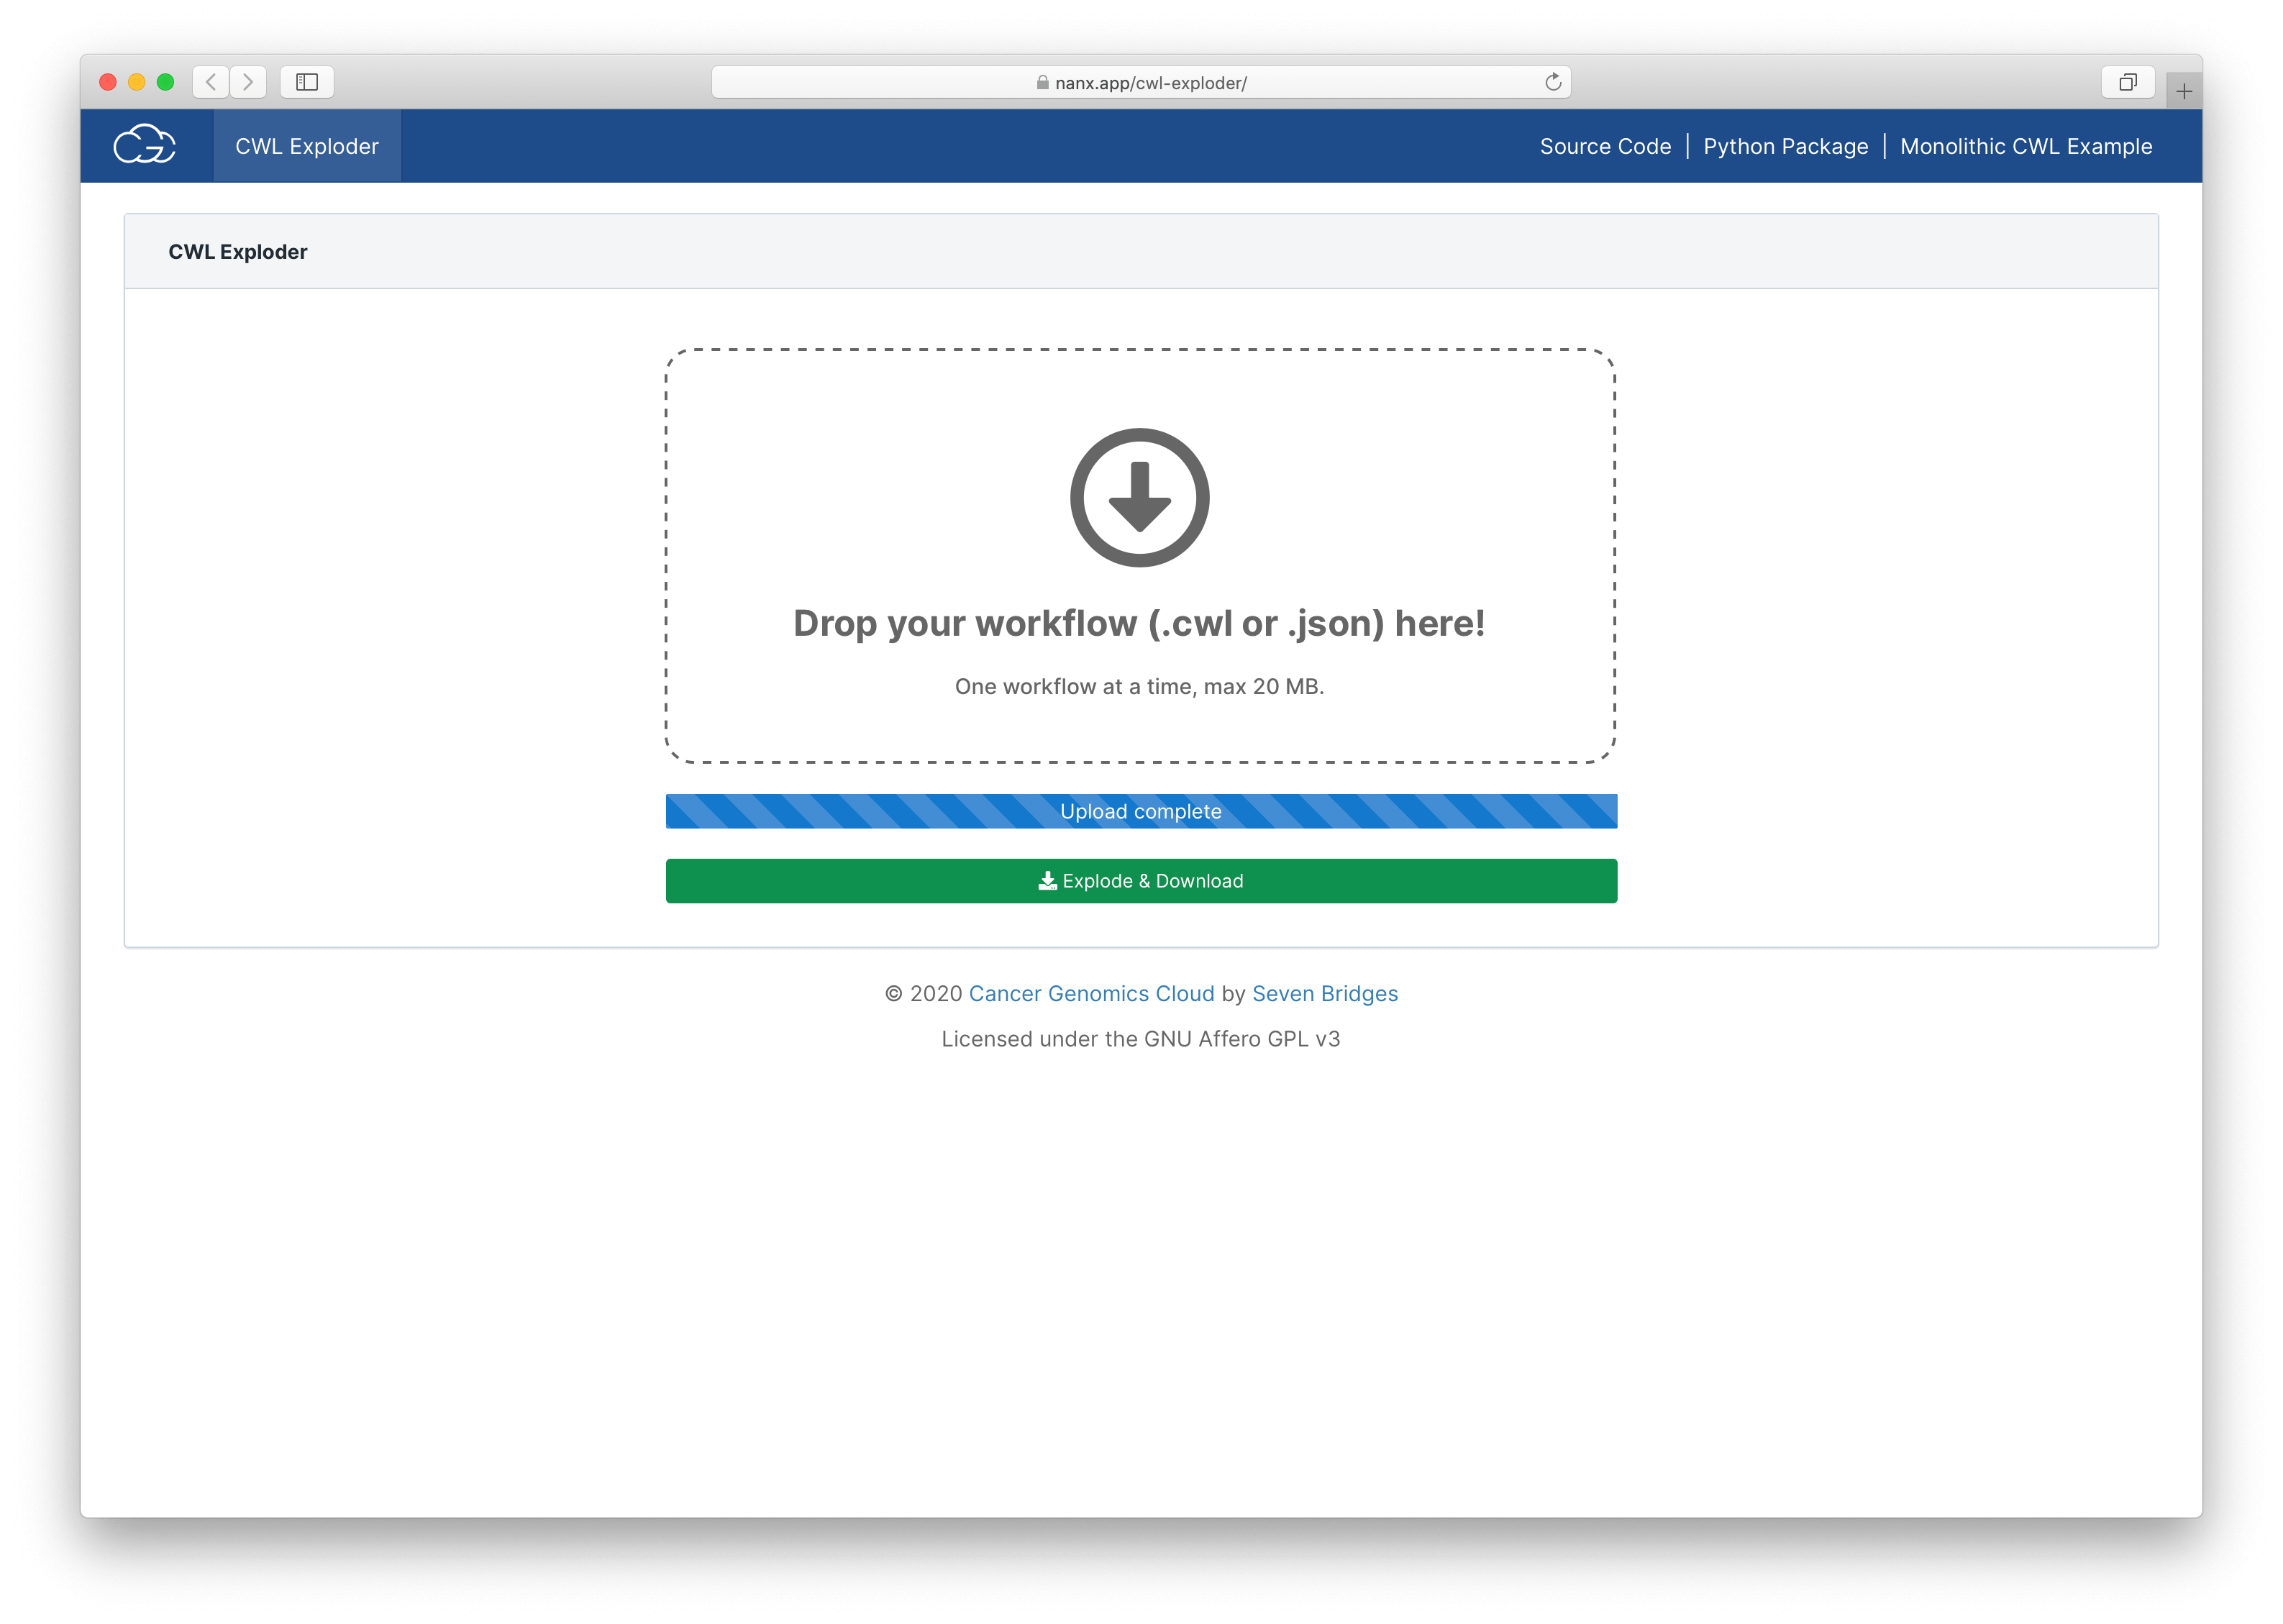 nanx.app/cwl-exploder/
CG
CWL Exploder
Source Code | Python Package | Monolithic CWL Example
CWL Exploder
Drop your workflow (.cwl or .json) here!
One workflow at a time, max 20 MB.
Upload complete
Explode & Download
© 2020 Cancer Genomics Cloud by Seven Bridges
Licensed under the GNU Affero GPL v3